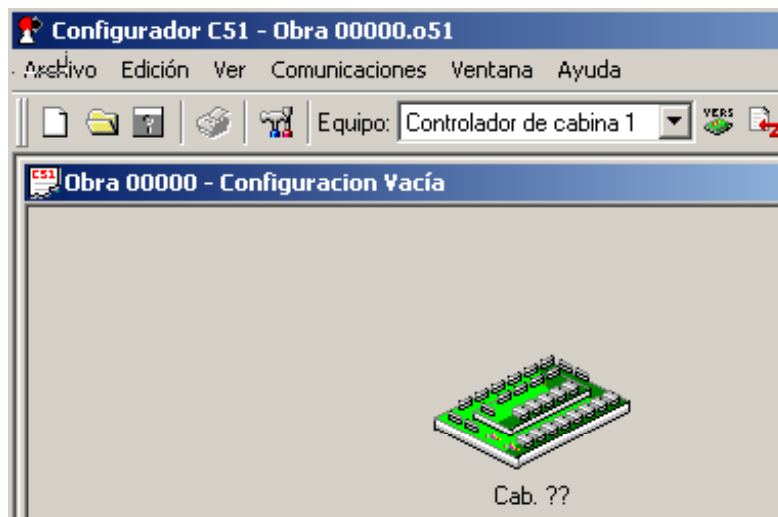 Configurador C51 - Obra 00000.o51
Archivo Edición Ver Comunicaciones Ventana Ayuda
Equipo: Controlador de cabina 1 VERS
C51 Obra 00000 - Configuracion Vacía
Cab. ??